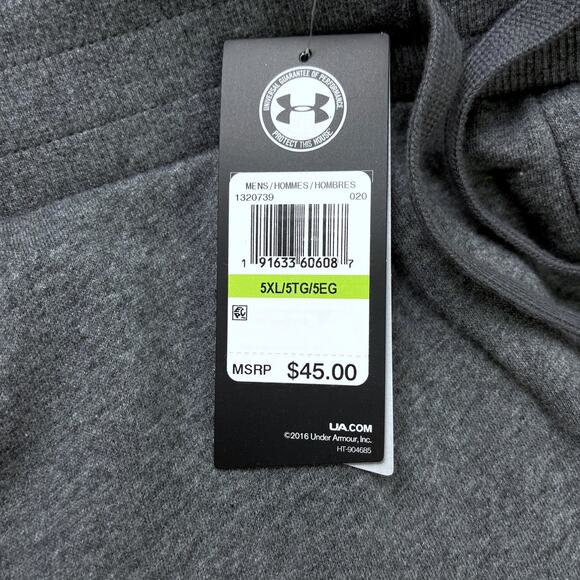 UNIVERSAL GUARANTEE OF PERFORMANCE
PROTECT THIS HOUSE
MENS/HOMMES/HOMBRES
1320739 020
1 91633 60608 7
5XL/5TG/5EG
MSRP $45.00
UA.COM
©2016 Under Armour, Inc.
HT-904685